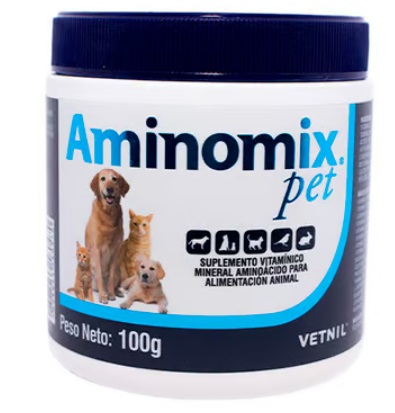 Aminomix®
pet
SUPLEMENTO VITAMÍNICO
MINERAL AMINOÁCIDO PARA
ALIMENTACIÓN ANIMAL
Peso Neto: 100g
VETNIL®